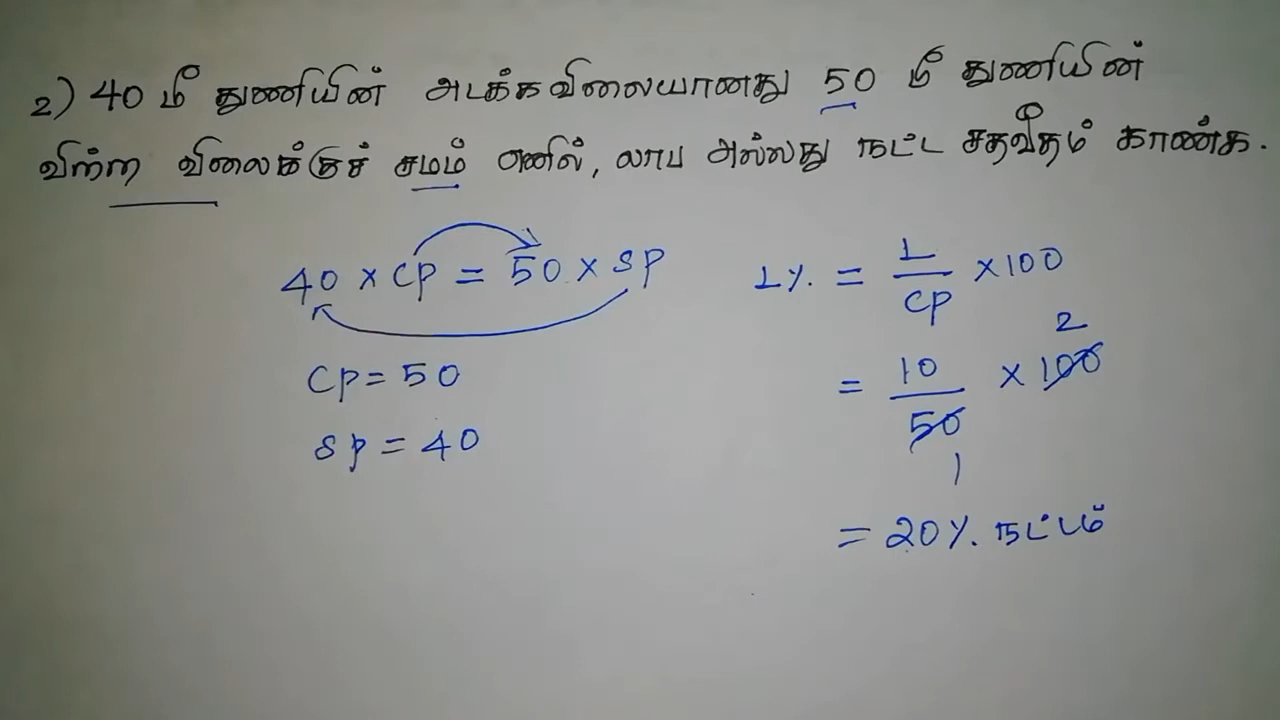 2) 40 மீ துணியின் அடக்கவிலையானது 50 மீ துணியின்
விற்ற விலைக்குச் சமம் எனில், லாப அல்லது நட்ட சதவீதம் காண்க.
40 × CP = 50 × SP
CP = 50
SP = 40
L% = L/CP × 100
2
= 10/50 × 100
1
= 20% நட்டம்